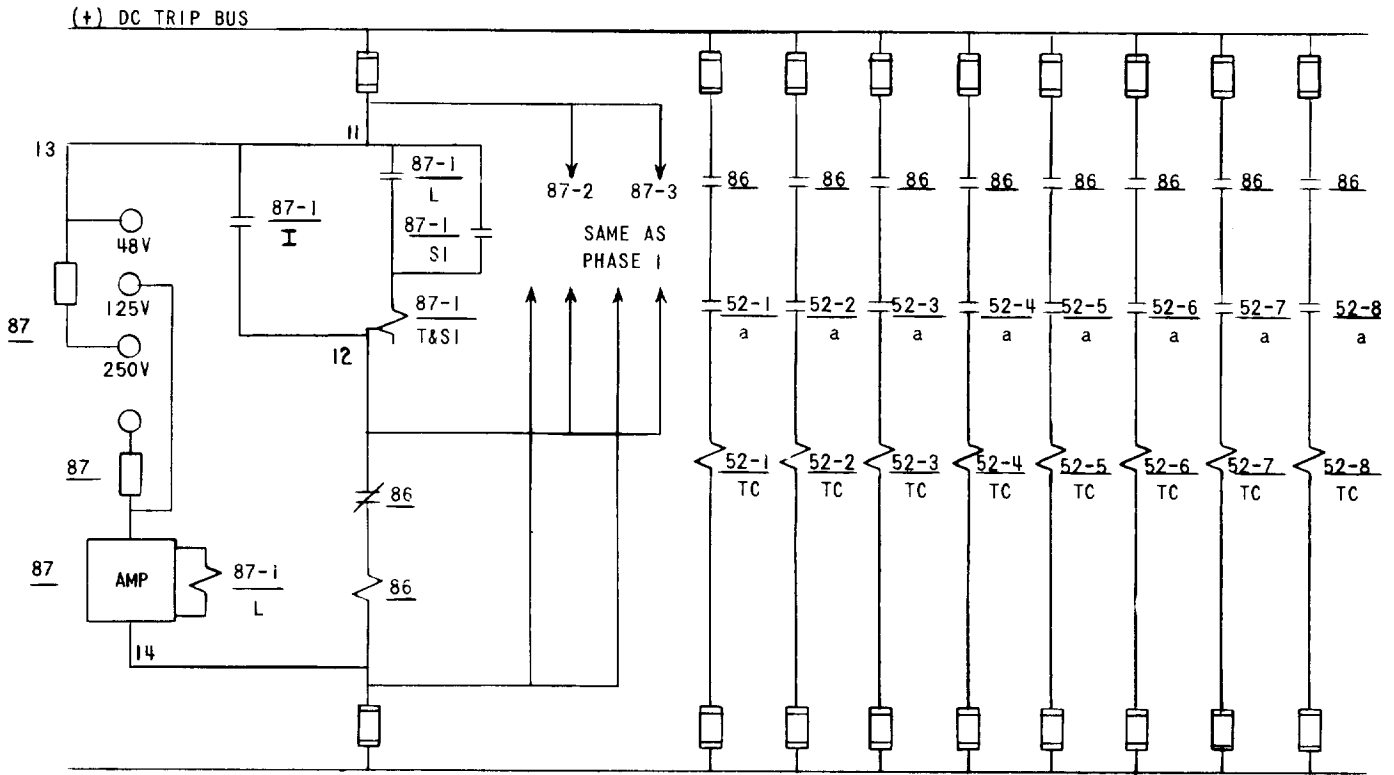 (+) DC TRIP BUS
11
13
87-1
L
87-2 87-3
86 86 86 86 86 86 86 86
87-1
I
87-1
SI
SAME AS
PHASE 1
48V
125V
87-1
T&SI
52-1 52-2 52-3 52-4 52-5 52-6 52-7 52-8
a a a a a a a a
87
12
250V
87
52-1 52-2 52-3 52-4 52-5 52-6 52-7 52-8
TC TC TC TC TC TC TC TC
86
87
AMP
87-i
L
86
14